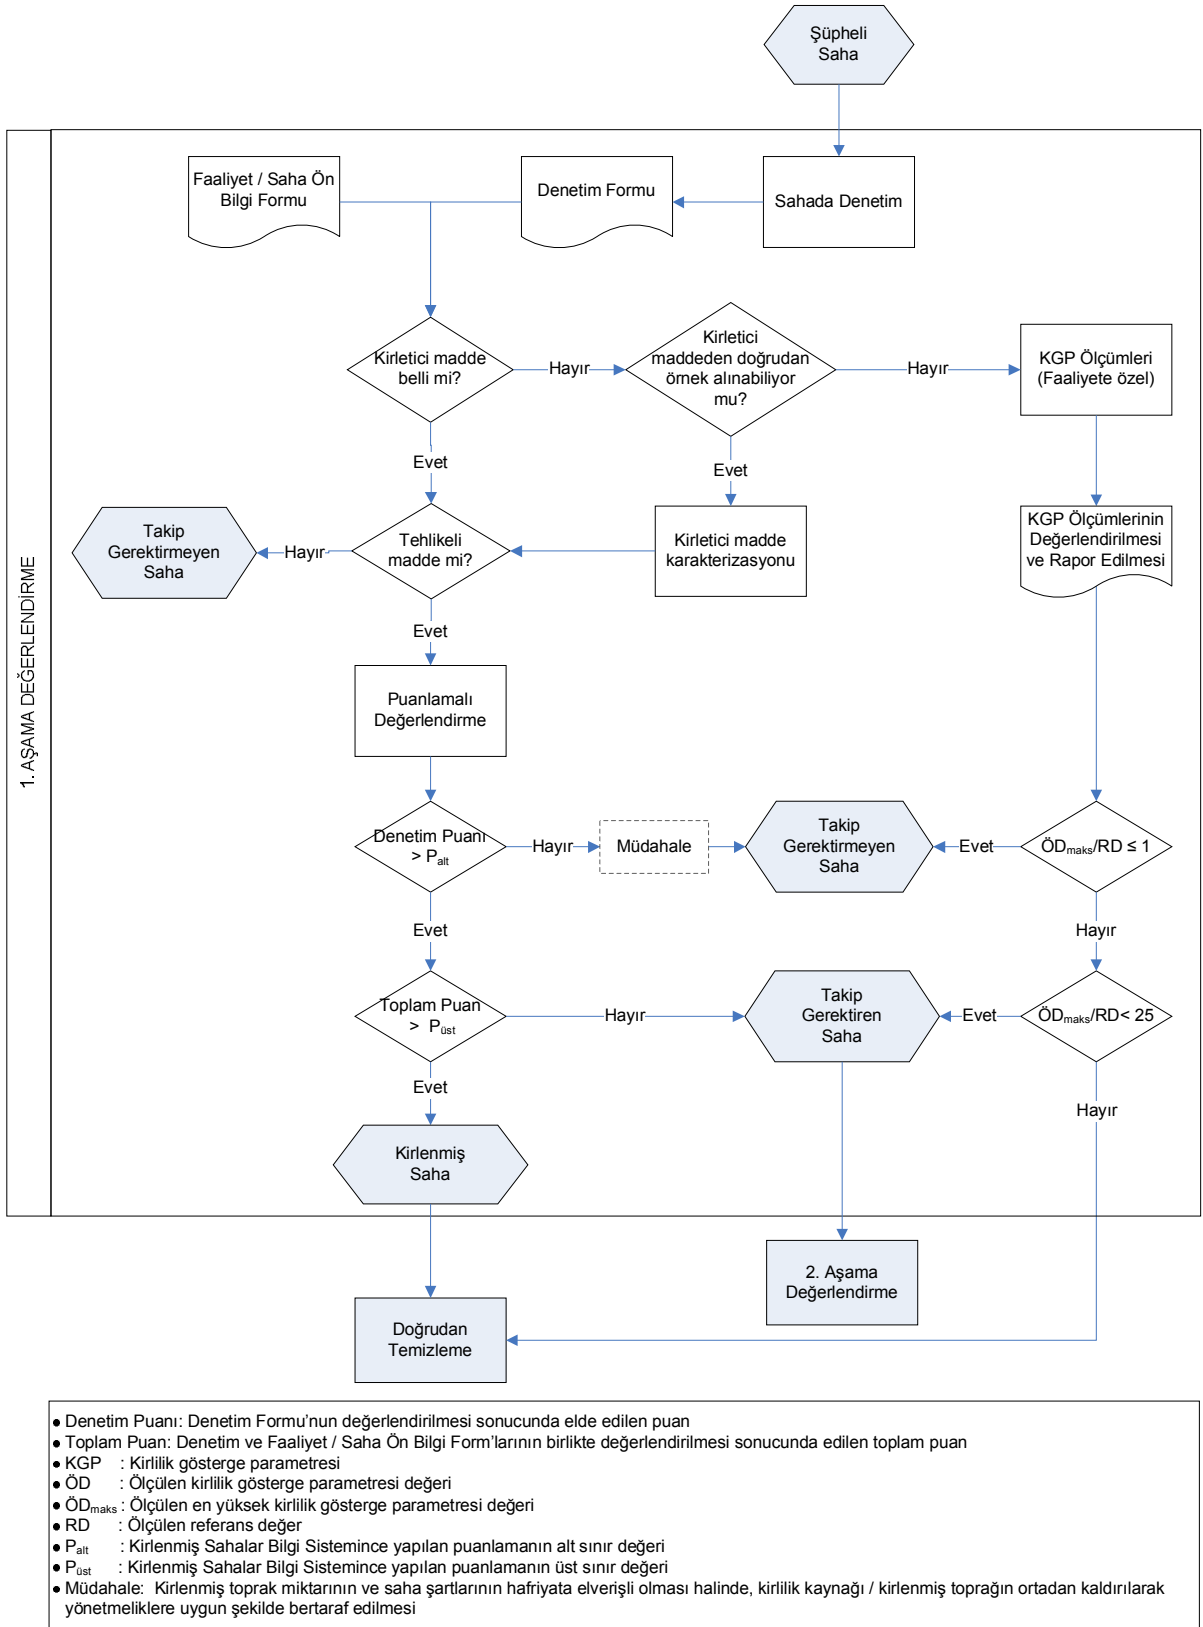 Şüpheli
Saha
1. AŞAMA DEĞERLENDİRME
Faaliyet / Saha Ön
Bilgi Formu
Denetim Formu
Sahada Denetim
Kirletici madde
belli mi?
Hayır
Kirletici
maddeden doğrudan
örnek alınabiliyor
mu?
Hayır
KGP Ölçümleri
(Faaliyete özel)
Evet
Evet
Takip
Gerektirmeyen
Saha
Hayır
Tehlikeli
madde mi?
Kirletici madde
karakterizasyonu
KGP Ölçümlerinin
Değerlendirilmesi
ve Rapor Edilmesi
Evet
Puanlamalı
Değerlendirme
Denetim Puanı
> Palt
Hayır
Müdahale
Takip
Gerektirmeyen
Saha
Evet
ÖDmaks/RD ≤ 1
Evet
Hayır
Toplam Puan
> Püst
Hayır
Takip
Gerektiren
Saha
Evet
ÖDmaks/RD< 25
Evet
Hayır
Kirlenmiş
Saha
2. Aşama
Değerlendirme
Doğrudan
Temizleme
● Denetim Puanı: Denetim Formu’nun değerlendirilmesi sonucunda elde edilen puan
● Toplam Puan: Denetim ve Faaliyet / Saha Ön Bilgi Form’larının birlikte değerlendirilmesi sonucunda edilen toplam puan
● KGP : Kirlilik gösterge parametresi
● ÖD : Ölçülen kirlilik gösterge parametresi değeri
● ÖDmaks : Ölçülen en yüksek kirlilik gösterge parametresi değeri
● RD : Ölçülen referans değer
● Palt : Kirlenmiş Sahalar Bilgi Sistemince yapılan puanlamanın alt sınır değeri
● Püst : Kirlenmiş Sahalar Bilgi Sistemince yapılan puanlamanın üst sınır değeri
● Müdahale: Kirlenmiş toprak miktarının ve saha şartlarının hafriyata elverişli olması halinde, kirlilik kaynağı / kirlenmiş toprağın ortadan kaldırılarak
yönetmeliklere uygun şekilde bertaraf edilmesi